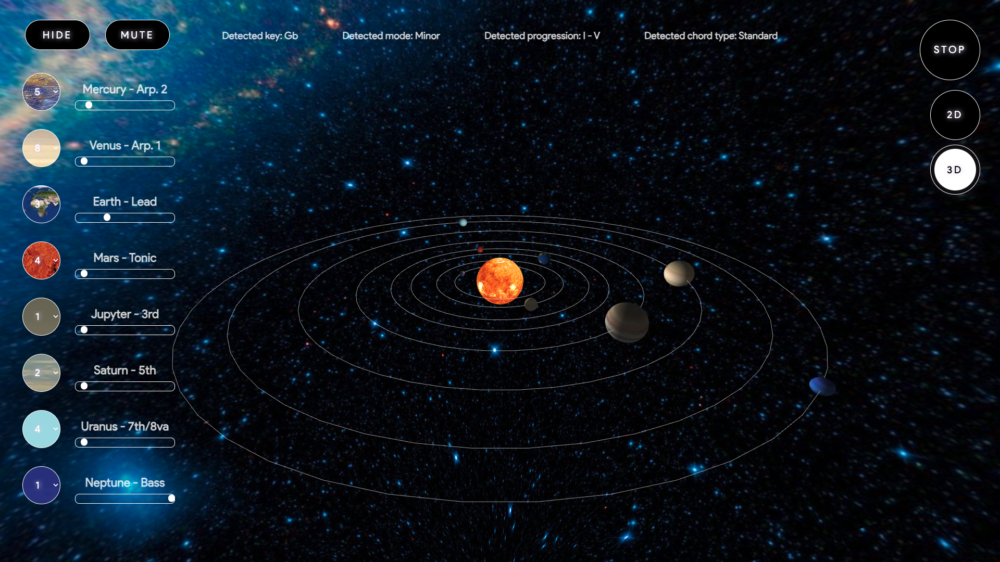 HIDE
MUTE
Detected key: Gb
Detected mode: Minor
Detected progression: I - V
Detected chord type: Standard
STOP
2D
3D
5
Mercury - Arp. 2
8
Venus - Arp. 1
3
Earth - Lead
4
Mars - Tonic
1
Jupyter - 3rd
2
Saturn - 5th
4
Uranus - 7th/8va
1
Neptune - Bass